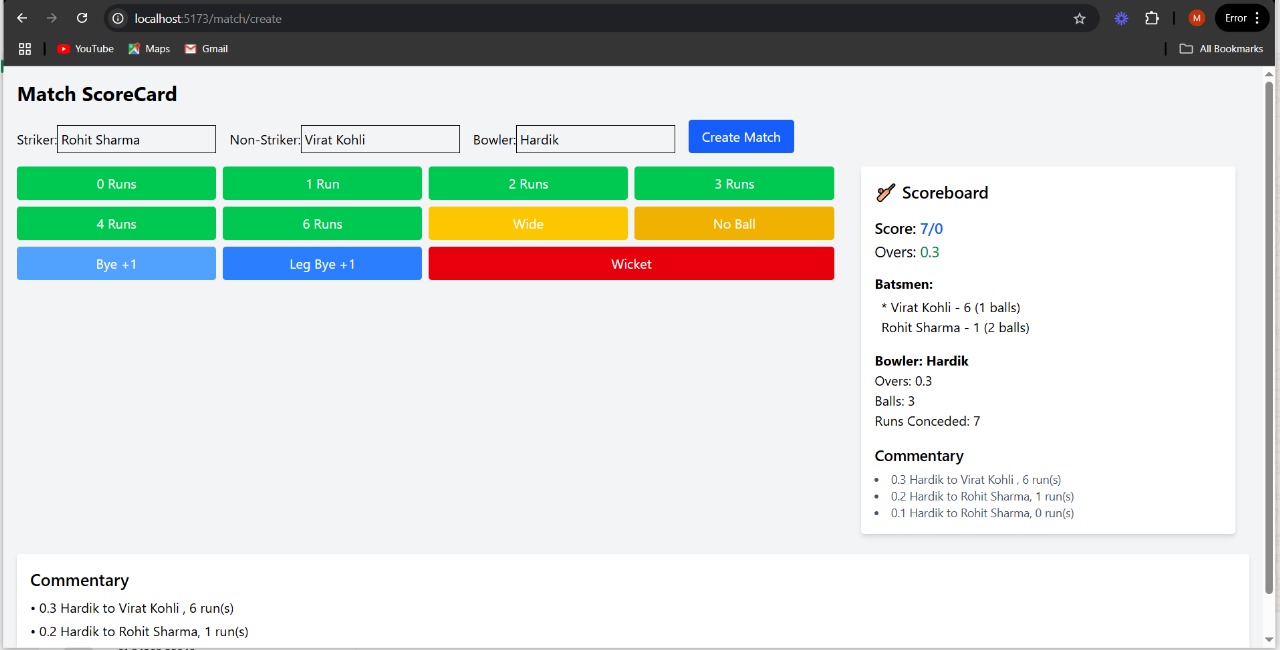 localhost:5173/match/create
M
Error
YouTube Maps Gmail
All Bookmarks
Match ScoreCard
Striker: Rohit Sharma Non-Striker: Virat Kohli Bowler: Hardik Create Match
0 Runs 1 Run 2 Runs 3 Runs
4 Runs 6 Runs Wide No Ball
Bye +1 Leg Bye +1 Wicket
Scoreboard
Score: 7/0
Overs: 0.3
Batsmen:
* Virat Kohli - 6 (1 balls)
Rohit Sharma - 1 (2 balls)
Bowler: Hardik
Overs: 0.3
Balls: 3
Runs Conceded: 7
Commentary
• 0.3 Hardik to Virat Kohli , 6 run(s)
• 0.2 Hardik to Rohit Sharma, 1 run(s)
• 0.1 Hardik to Rohit Sharma, 0 run(s)
Commentary
• 0.3 Hardik to Virat Kohli , 6 run(s)
• 0.2 Hardik to Rohit Sharma, 1 run(s)